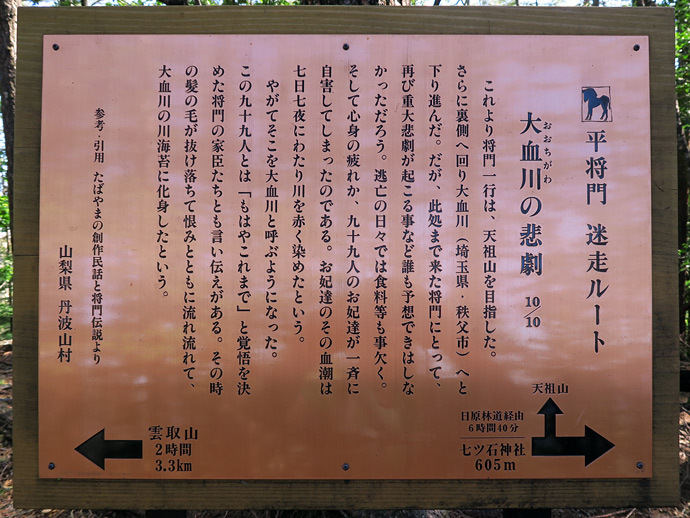 平将門 迷走ルート
おおちがわ
大血川の悲劇 10/10
これより将門一行は、天祖山を目指した。
さらに裏側へ回り大血川（埼玉県・秩父市）へと
下り進んだ。だが、此処まで来た将門にとって、
再び重大悲劇が起こる事など誰も予想できはしな
かっただろう。逃亡の日々では食料等も事欠く。
そして心身の疲れか、九十九人のお妃達が一斉に
自害してしまったのである。お妃達のその血潮は
七日七夜にわたり川を赤く染めたという。
やがてそこを大血川と呼ぶようになった。
この九十九人とは「もはやこれまで」と覚悟を決
めた将門の家臣たちとも言い伝えがある。その時
の髪の毛が抜け落ちて恨みとともに流れ流れて、
大血川の川海苔に化身したという。
参考・引用 たばやまの創作民話と将門伝説より
山梨県 丹波山村
天祖山
日原林道経由
6時間40分
七ツ石神社
605m
雲取山
2時間
3.3km